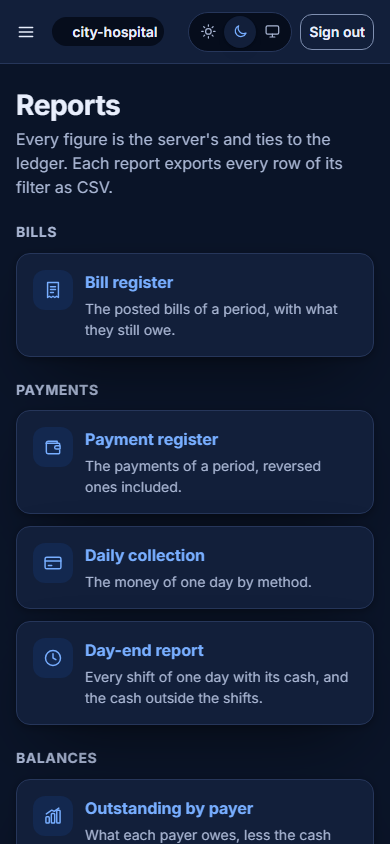 city-hospital
Sign out
Reports
Every figure is the server's and ties to the
ledger. Each report exports every row of its
filter as CSV.
BILLS
Bill register
The posted bills of a period, with what
they still owe.
PAYMENTS
Payment register
The payments of a period, reversed
ones included.
Daily collection
The money of one day by method.
Day-end report
Every shift of one day with its cash, and
the cash outside the shifts.
BALANCES
Outstanding by payer
What each payer owes, less the cash